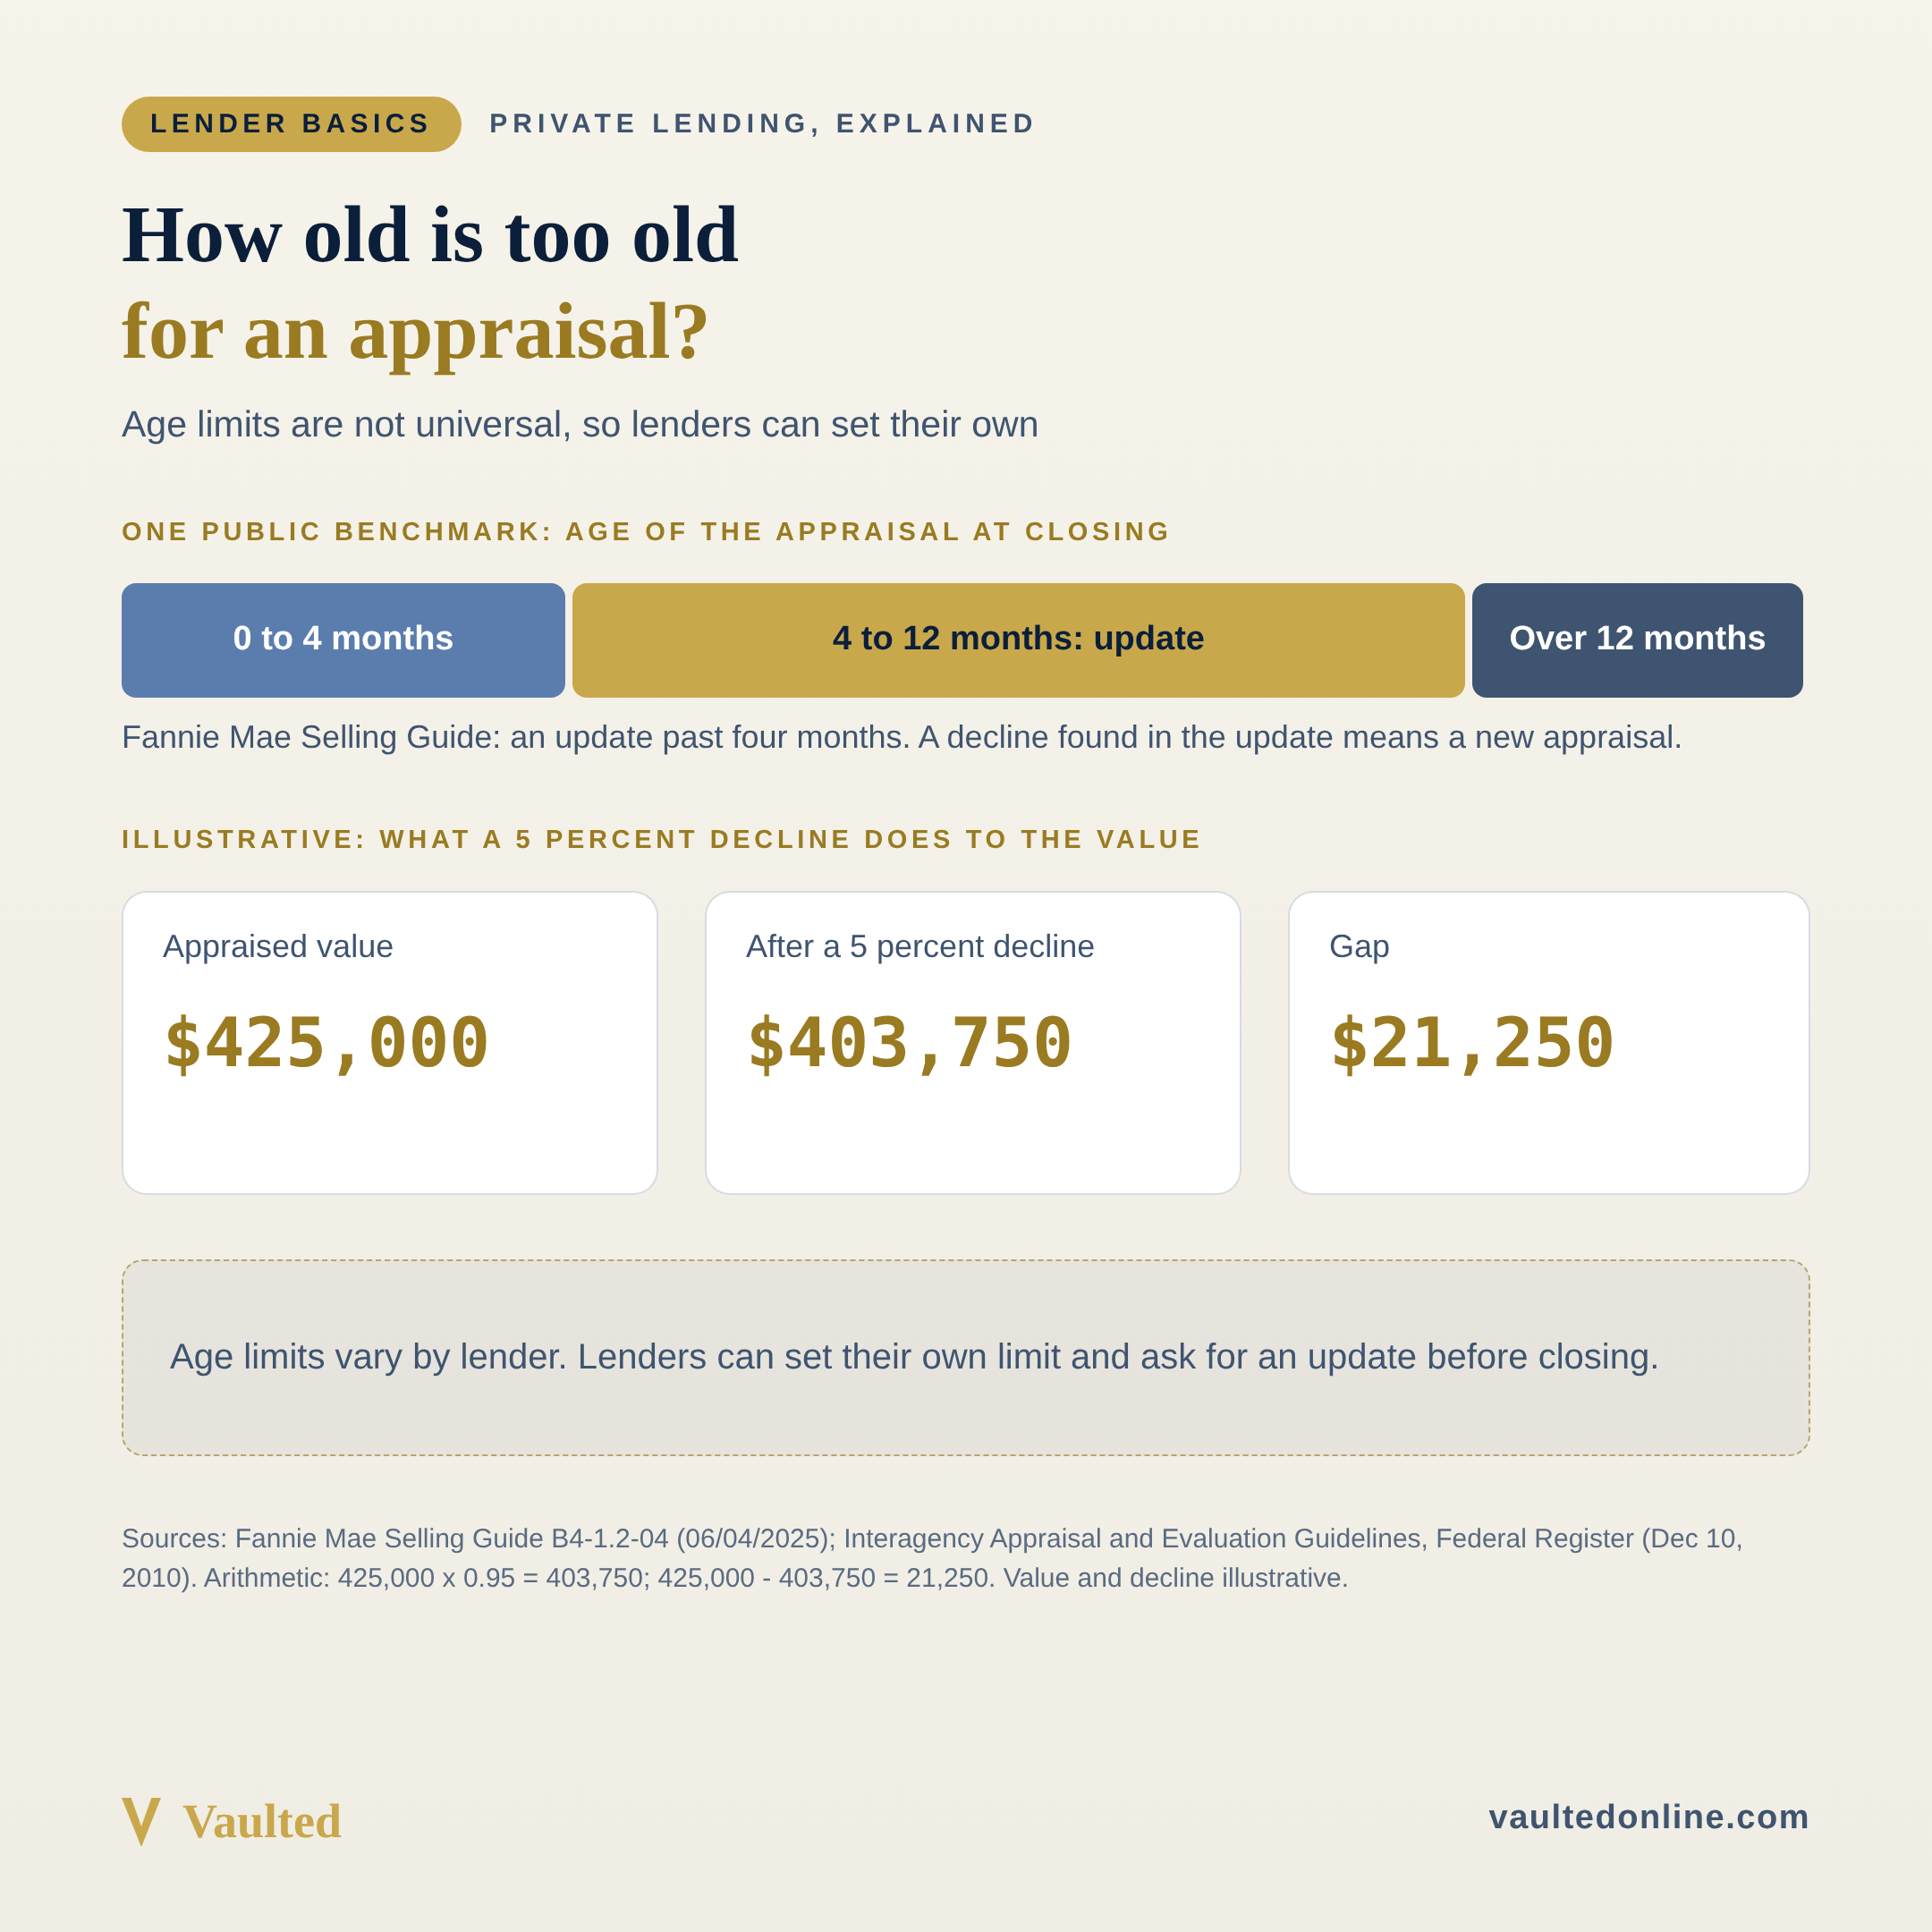 LENDER BASICS PRIVATE LENDING, EXPLAINED
How old is too old
for an appraisal?
Age limits are not universal, so lenders can set their own
ONE PUBLIC BENCHMARK: AGE OF THE APPRAISAL AT CLOSING
0 to 4 months 4 to 12 months: update Over 12 months
Fannie Mae Selling Guide: an update past four months. A decline found in the update means a new appraisal.
ILLUSTRATIVE: WHAT A 5 PERCENT DECLINE DOES TO THE VALUE
Appraised value After a 5 percent decline Gap
$425,000 $403,750 $21,250
Age limits vary by lender. Lenders can set their own limit and ask for an update before closing.
Sources: Fannie Mae Selling Guide B4-1.2-04 (06/04/2025); Interagency Appraisal and Evaluation Guidelines, Federal Register (Dec 10,
2010). Arithmetic: 425,000 x 0.95 = 403,750; 425,000 - 403,750 = 21,250. Value and decline illustrative.
Vaulted vaultedonline.com